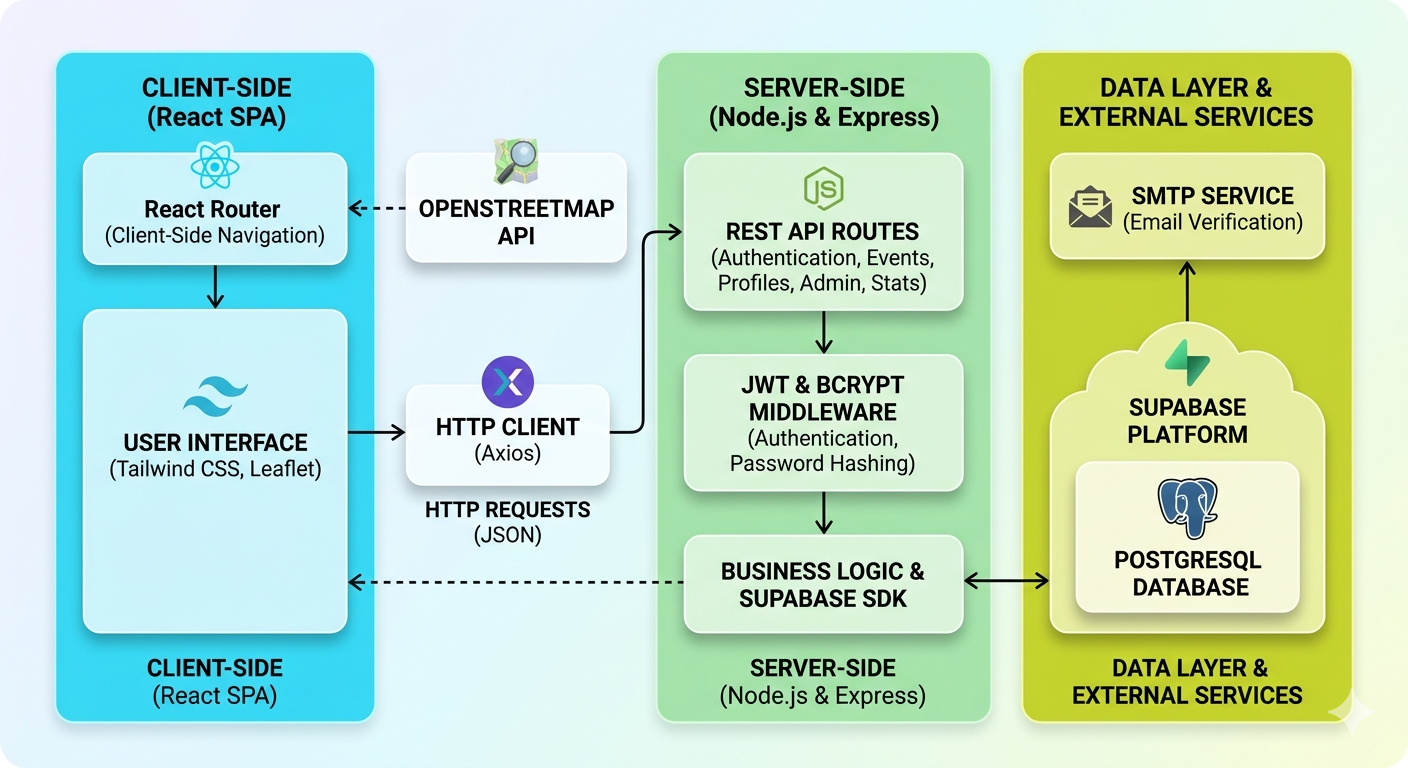 CLIENT-SIDE
(React SPA)
React Router
(Client-Side Navigation)
USER INTERFACE
(Tailwind CSS, Leaflet)
CLIENT-SIDE
(React SPA)
OPENSTREETMAP
API
HTTP CLIENT
(Axios)
HTTP REQUESTS
(JSON)
SERVER-SIDE
(Node.js & Express)
JS
REST API ROUTES
(Authentication, Events,
Profiles, Admin, Stats)
JWT & BCRYPT
MIDDLEWARE
(Authentication,
Password Hashing)
BUSINESS LOGIC &
SUPABASE SDK
SERVER-SIDE
(Node.js & Express)
DATA LAYER &
EXTERNAL SERVICES
SMTP SERVICE
(Email Verification)
SUPABASE
PLATFORM
POSTGRESQL
DATABASE
DATA LAYER &
EXTERNAL SERVICES